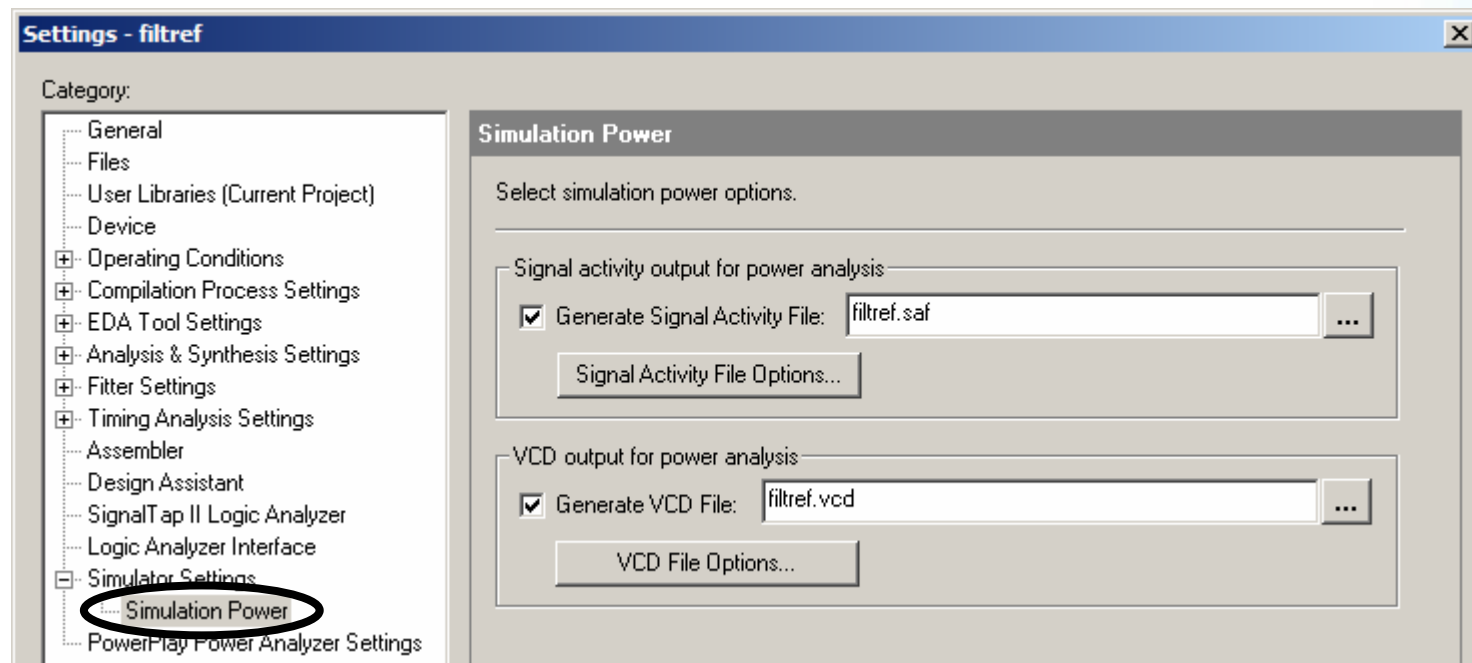 Settings - filtref
Category:
General
Files
User Libraries (Current Project)
Device
Operating Conditions
Compilation Process Settings
EDA Tool Settings
Analysis & Synthesis Settings
Fitter Settings
Timing Analysis Settings
Assembler
Design Assistant
SignalTap II Logic Analyzer
Logic Analyzer Interface
Simulator Settings
Simulation Power
PowerPlay Power Analyzer Settings
Simulation Power
Select simulation power options.
Signal activity output for power analysis
Generate Signal Activity File: filtref.saf ...
Signal Activity File Options...
VCD output for power analysis
Generate VCD File: filtref.vcd ...
VCD File Options...